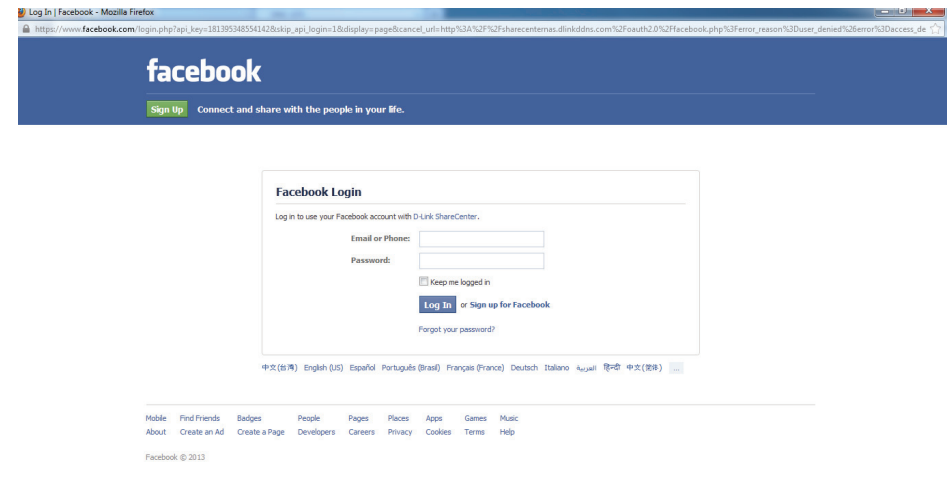 Log In | Facebook - Mozilla Firefox
https://www.facebook.com/login.php?api_key=181395348554142&skip_api_login=1&display=page&cancel_url=http%3A%2F%2Fsharecenternas.dlinkddns.com%2Foauth2.0%2Ffacebook.php%3Ferror_reason%3Duser_denied%26error%3Daccess_de
facebook
Sign Up Connect and share with the people in your life.
Facebook Login
Log in to use your Facebook account with D-Link ShareCenter.
Email or Phone:
Password:
Keep me logged in
Log In or Sign up for Facebook
Forgot your password?
中文(台灣) English (US) Español Português (Brasil) Français (France) Deutsch Italiano العربية हिन्दी 中文(简体) ...
Mobile Find Friends Badges People Pages Places Apps Games Music
About Create an Ad Create a Page Developers Careers Privacy Cookies Terms Help
Facebook © 2013